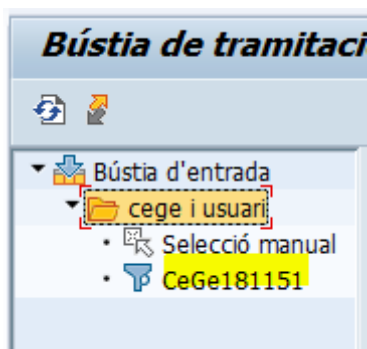 Bústia de tramitaci
Bústia d'entrada
cege i usuari
Selecció manual
CeGe181151